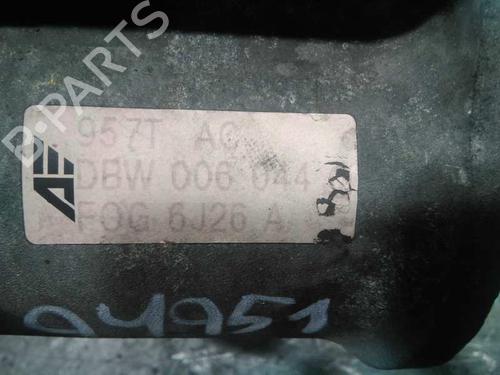 B-PARTS
957T AC
DBW 006 044
FOG 6J26 A
04951